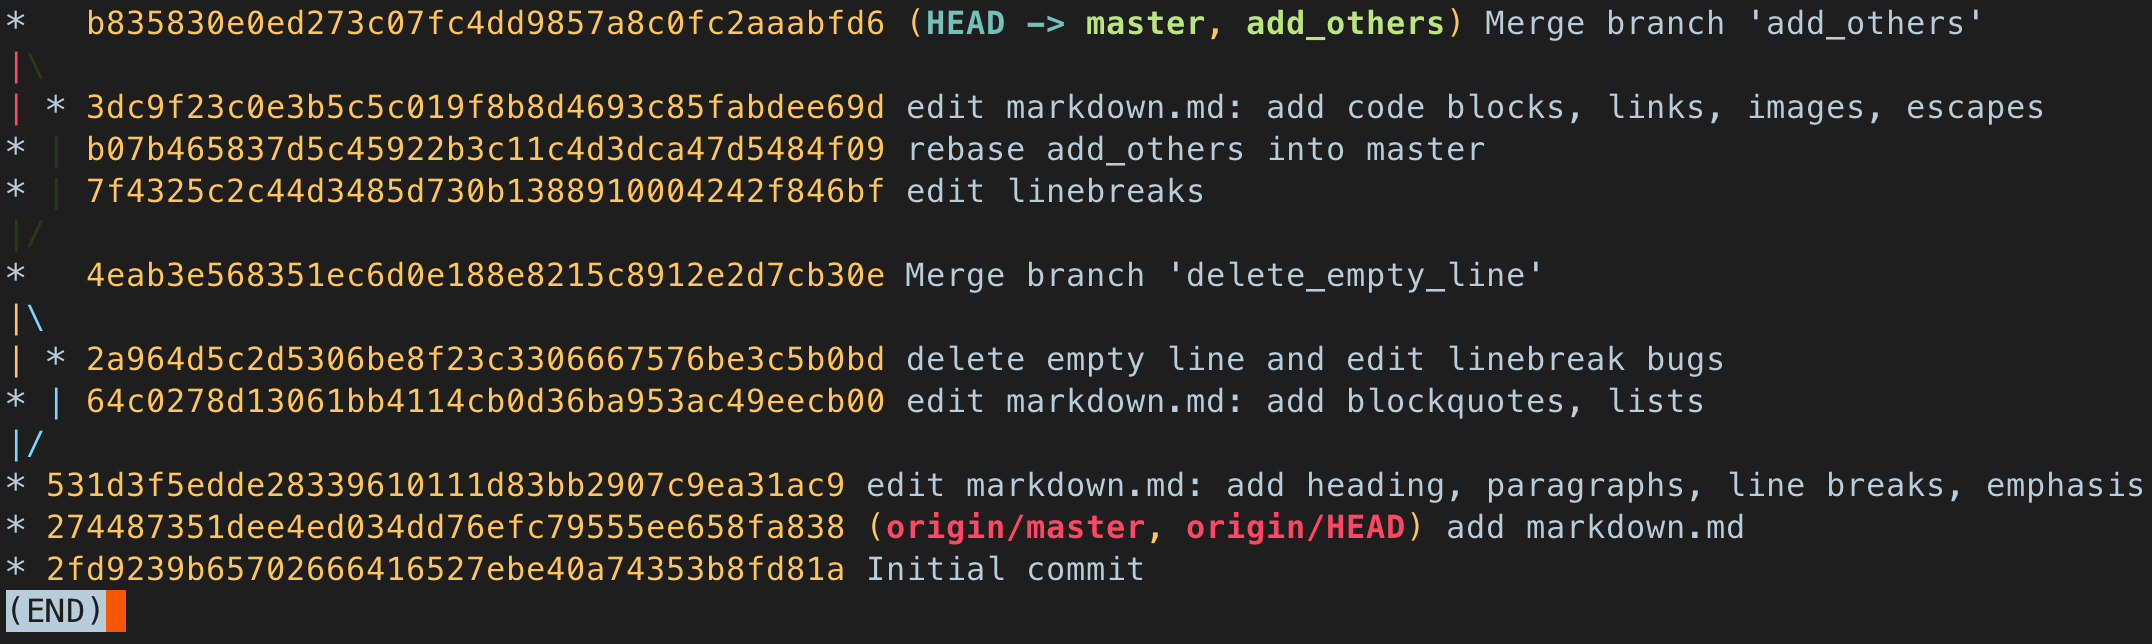 *   b835830e0ed273c07fc4dd9857a8c0fc2aaabfd6 (HEAD -> master, add_others) Merge branch 'add_others'
|\
| * 3dc9f23c0e3b5c5c019f8b8d4693c85fabdee69d edit markdown.md: add code blocks, links, images, escapes
* | b07b465837d5c45922b3c11c4d3dca47d5484f09 rebase add_others into master
* | 7f4325c2c44d3485d730b1388910004242f846bf edit linebreaks
|/
*   4eab3e568351ec6d0e188e8215c8912e2d7cb30e Merge branch 'delete_empty_line'
|\
| * 2a964d5c2d5306be8f23c3306667576be3c5b0bd delete empty line and edit linebreak bugs
* | 64c0278d13061bb4114cb0d36ba953ac49eecb00 edit markdown.md: add blockquotes, lists
|/
* 531d3f5edde28339610111d83bb2907c9ea31ac9 edit markdown.md: add heading, paragraphs, line breaks, emphasis
* 274487351dee4ed034dd76efc79555ee658fa838 (origin/master, origin/HEAD) add markdown.md
* 2fd9239b65702666416527ebe40a74353b8fd81a Initial commit
(END)